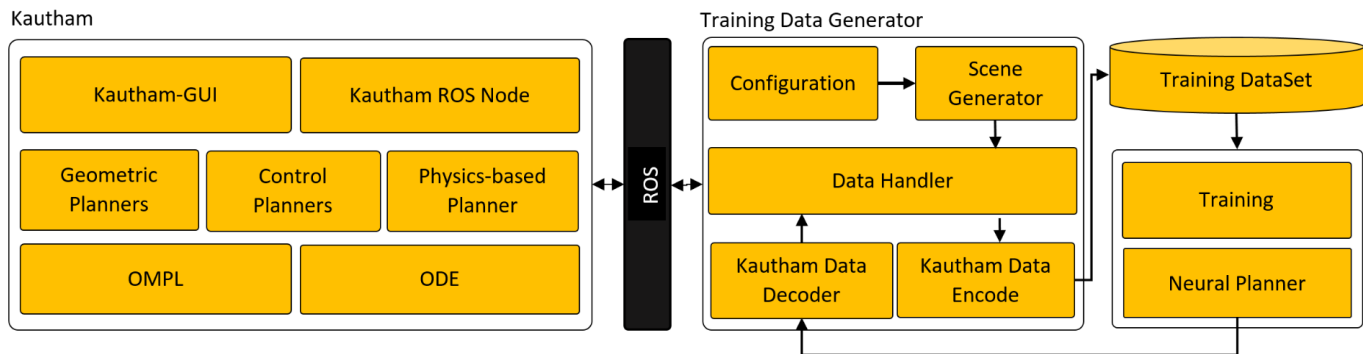 Kautham
Kautham-GUI
Kautham ROS Node
Geometric
Planners
Control
Planners
Physics-based
Planner
OMPL
ODE
ROS
Training Data Generator
Configuration
Scene
Generator
Data Handler
Kautham Data
Decoder
Kautham Data
Encode
Training DataSet
Training
Neural Planner